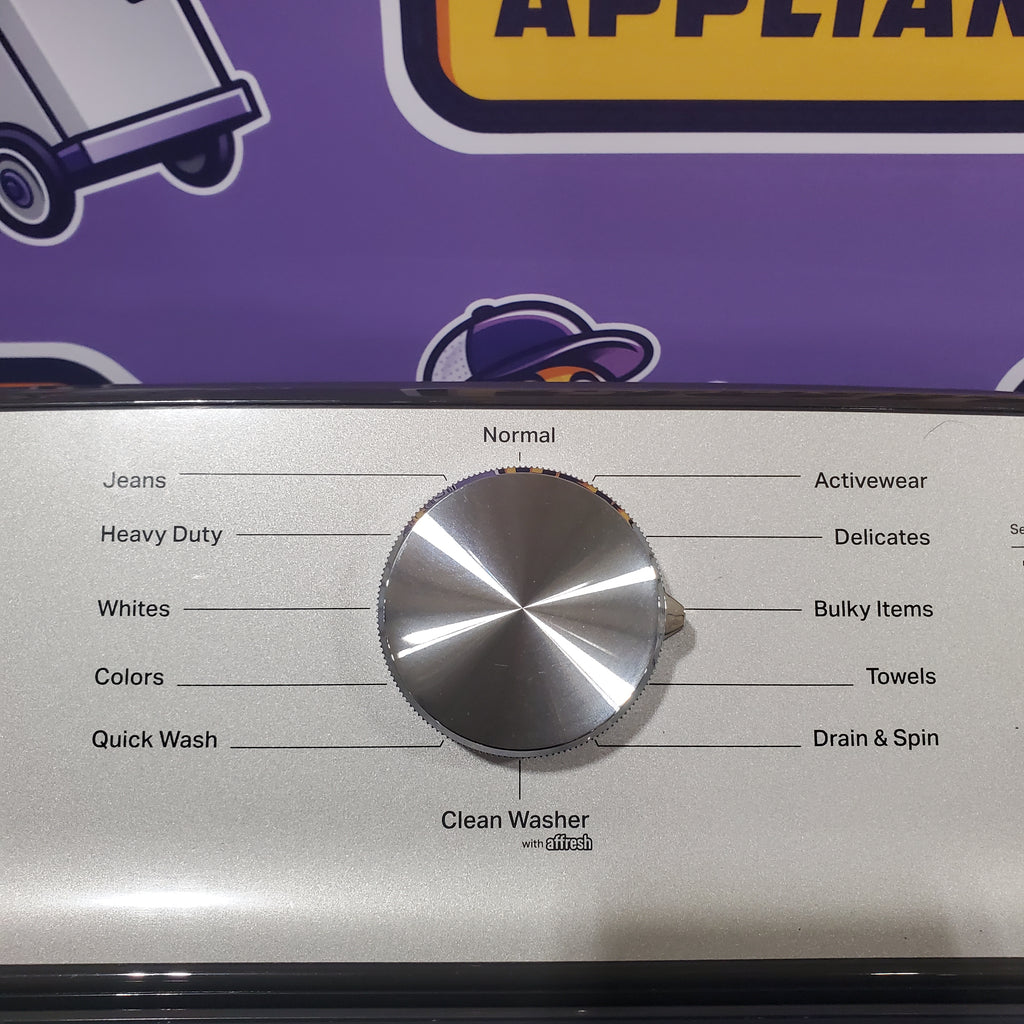 APPLIAN
Normal
Jeans
Activewear
Heavy Duty
Delicates
Se
Whites
Bulky Items
Colors
Towels
Quick Wash
Drain & Spin
Clean Washer
with affresh